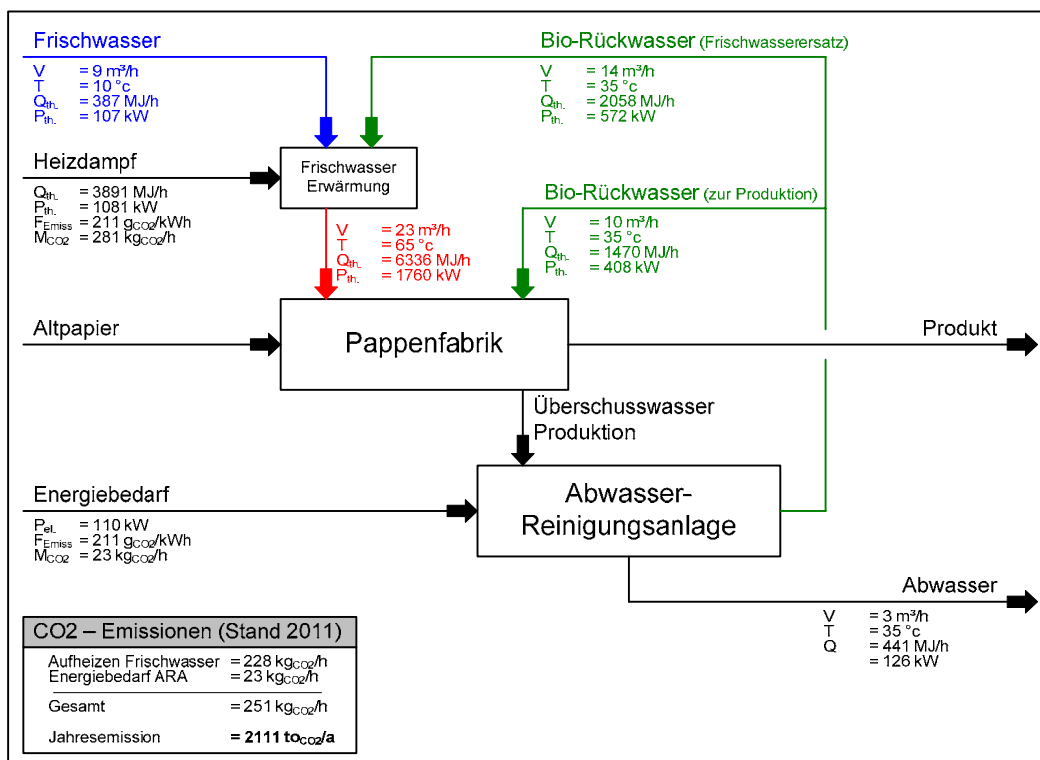 Frischwasser
V = 9 m³/h
T = 10 °c
Qth. = 387 MJ/h
Pth. = 107 kW
Bio-Rückwasser (Frischwasserersatz)
V = 14 m³/h
T = 35 °c
Qth. = 2058 MJ/h
Pth. = 572 kW
Heizdampf
Qth. = 3891 MJ/h
Pth. = 1081 kW
FEmiss = 211 gCO2/kWh
MCO2 = 281 kgCO2/h
Frischwasser
Erwärmung
V = 23 m³/h
T = 65 °c
Qth. = 6336 MJ/h
Pth. = 1760 kW
Bio-Rückwasser (zur Produktion)
V = 10 m³/h
T = 35 °c
Qth. = 1470 MJ/h
Pth. = 408 kW
Altpapier
Pappenfabrik
Produkt
Überschusswasser
Produktion
Energiebedarf
Pel. = 110 kW
FEmiss = 211 gCO2/kWh
MCO2 = 23 kgCO2/h
Abwasser-
Reinigungsanlage
Abwasser
V = 3 m³/h
T = 35 °c
Q = 441 MJ/h
= 126 kW
CO2 – Emissionen (Stand 2011)
Aufheizen Frischwasser = 228 kgCO2/h
Energiebedarf ARA = 23 kgCO2/h
Gesamt = 251 kgCO2/h
Jahresemission = 2111 toCO2/a